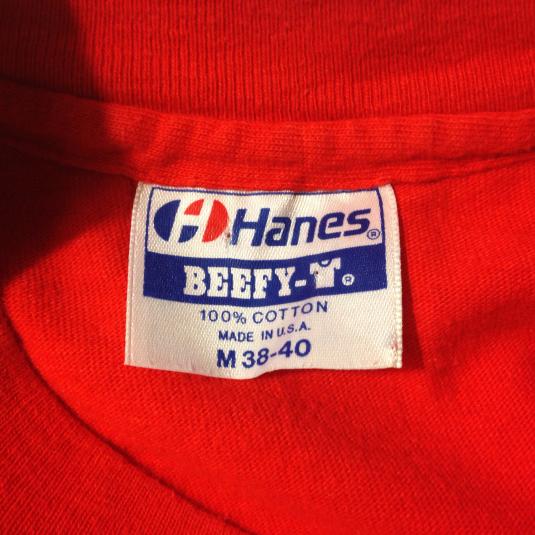 Hanes®
BEEFY-T®
100% COTTON
MADE IN U.S.A.
M 38-40